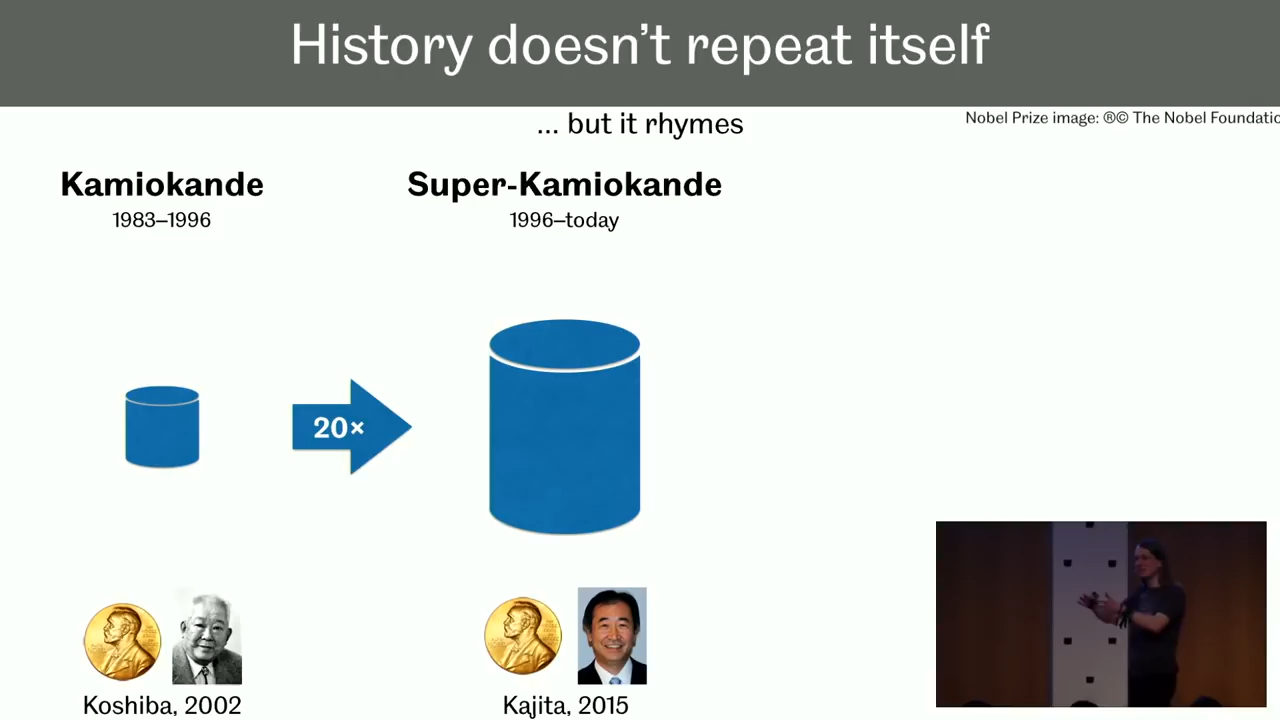 History doesn't repeat itself
... but it rhymes
Nobel Prize image: ®© The Nobel Foundatio
Kamiokande
1983–1996
Super-Kamiokande
1996–today
20×
Koshiba, 2002
Kajita, 2015